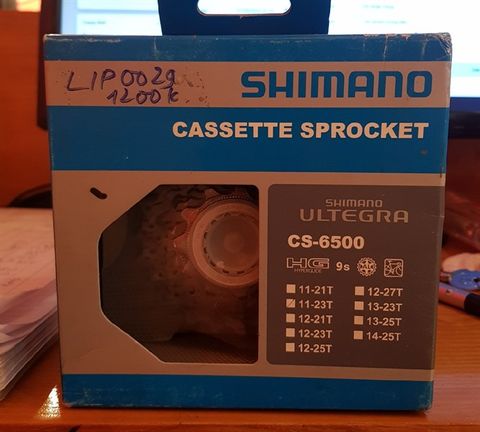 LIP002g
1200k
SHIMANO
CASSETTE SPROCKET
SHIMANO
ULTEGRA
CS-6500
HG
HYPERGLIDE
9s
11-21T
11-23T
12-21T
12-23T
12-25T
12-27T
13-23T
13-25T
14-25T